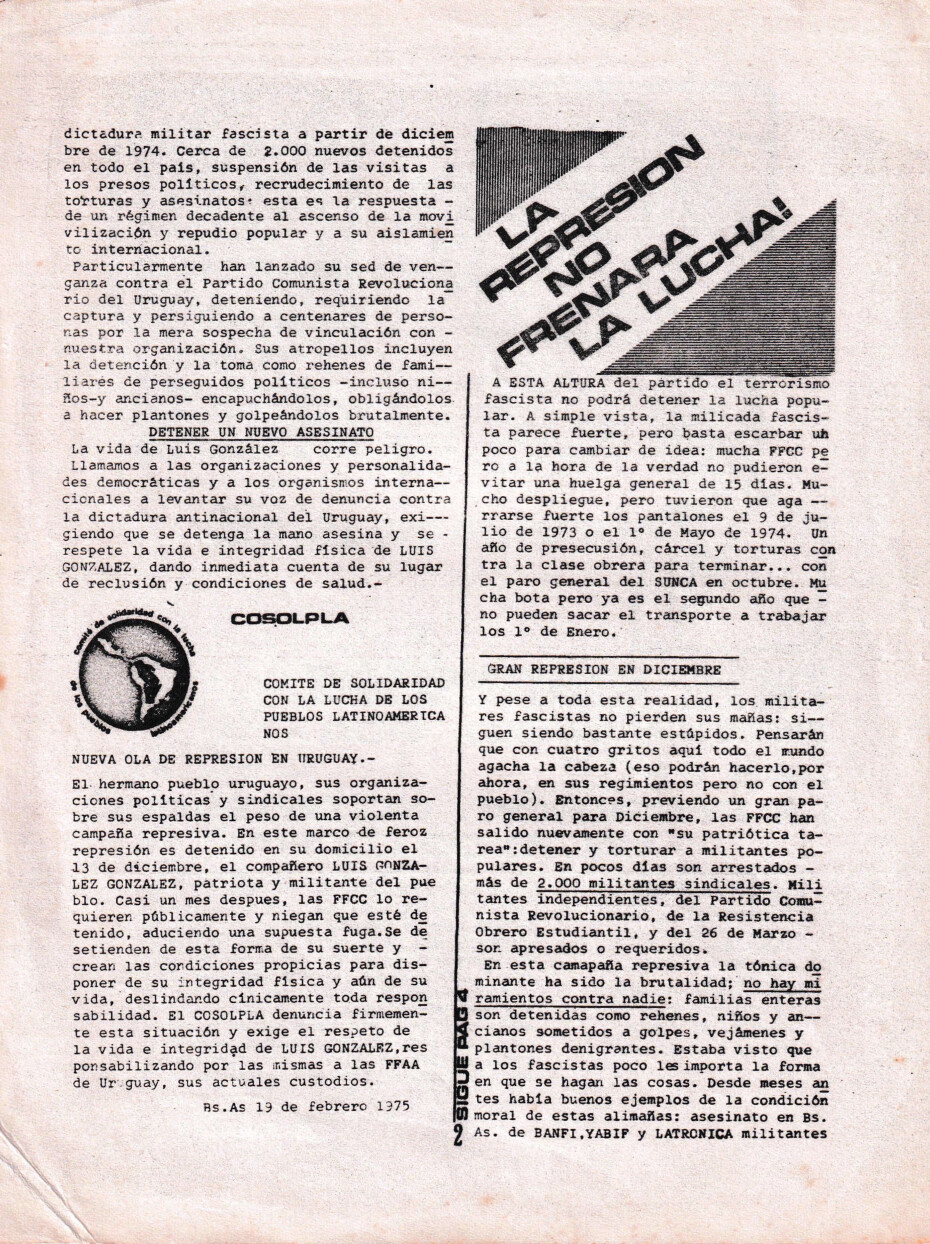 dictadura militar fascista a partir de diciem
bre de 1974. Cerca de 2.000 nuevos detenidos
en todo el país, suspensión de las visitas a
los presos políticos, recrudecimiento de las
torturas y asesinatos: esta es la respuesta -
de un régimen decadente al ascenso de la movi
vilización y repudio popular y a su aislamien
to internacional.
Particularmente han lanzado su sed de ven--
ganza contra el Partido Comunista Revoluciona
rio del Uruguay, deteniendo, requiriendo la
captura y persiguiendo a centenares de perso-
nas por la mera sospecha de vinculación con -
nuestra organización. Sus atropellos incluyen
la detención y la toma como rehenes de fami--
liares de perseguidos políticos -incluso ni--
ños-y ancianos- encapuchándolos, obligándolos
a hacer plantones y golpeándolos brutalmente.
DETENER UN NUEVO ASESINATO
La vida de Luis González corre peligro.
Llamamos a las organizaciones y personalida-
des democráticas y a los organismos interna--
cionales a levantar su voz de denuncia contra
la dictadura antinacional del Uruguay, exi---
giendo que se detenga la mano asesina y se -
respete la vida e integridad física de LUIS
GONZALEZ, dando inmediata cuenta de su lugar
de reclusión y condiciones de salud.-
comité de solidaridad con la lucha
de los pueblos latinoamericanos
COSOLPLA
COMITE DE SOLIDARIDAD
CON LA LUCHA DE LOS
PUEBLOS LATINOAMERICA
NOS
NUEVA OLA DE REPRESION EN URUGUAY.-
El hermano pueblo uruguayo, sus organiza-
ciones políticas y sindicales soportan so-
bre sus espaldas el peso de una violenta
campaña represiva. En este marco de feroz
represión es detenido en su domicilio el
13 de diciembre, el compañero LUIS GONZA-
LEZ GONZALEZ, patriota y militante del pue
blo. Casi un mes despues, las FFCC lo re-
quieren públicamente y niegan que esté de
tenido, aduciendo una supuesta fuga.Se de
setienden de esta forma de su suerte y -
crean las condiciones propicias para dis-
poner de su integridad física y aún de su
vida, deslindando cínicamente toda respon
sabilidad. El COSOLPLA denuncia firmemen-
te esta situación y exige el respeto de
la vida e integridad de LUIS GONZALEZ,res
ponsabilizando por las mismas a las FFAA
de Uruguay, sus actuales custodios.
Bs.As 19 de febrero 1975
LA
REPRESION
NO
FRENARA
LA LUCHA!
A ESTA ALTURA del partido el terrorismo
fascista no podrá detener la lucha popu-
lar. A simple vista, la milicada fascis-
ta parece fuerte, pero basta escarbar un
poco para cambiar de idea: mucha FFCC pe
ro a la hora de la verdad no pudieron e-
vitar una huelga general de 15 días. Mu-
cho despliegue, pero tuvieron que aga --
rrarse fuerte los pantalones el 9 de ju-
lio de 1973 o el 1º de Mayo de 1974. Un
año de presecusión, cárcel y torturas con
tra la clase obrera para terminar... con
el paro general del SUNCA en octubre. Mu
cha bota pero ya es el segundo año que -
no pueden sacar el transporte a trabajar
los 1º de Enero.
GRAN REPRESION EN DICIEMBRE
Y pese a toda esta realidad, los milita-
res fascistas no pierden sus mañas: si--
guen siendo bastante estúpidos. Pensarán
que con cuatro gritos aquí todo el mundo
agacha la cabeza (eso podrán hacerlo,por
ahora, en sus regimientos pero no con el
pueblo). Entonces, previendo un gran pa-
ro general para Diciembre, las FFCC han
salido nuevamente con "su patriótica ta-
rea":detener y torturar a militantes po-
pulares. En pocos días son arrestados -
más de 2.000 militantes sindicales. Mili
tantes independientes, del Partido Comu-
nista Revolucionario, de la Resistencia
Obrero Estudiantil, y del 26 de Marzo -
son apresados o requeridos.
En esta camapaña represiva la tónica do
minante ha sido la brutalidad; no hay mi
ramientos contra nadie: familias enteras
son detenidas como rehenes, niños y an--
cianos sometidos a golpes, vejámenes y
plantones denigrantes. Estaba visto que
a los fascistas poco les importa la forma
en que se hagan las cosas. Desde meses an
tes había buenos ejemplos de la condición
moral de estas alimañas: asesinato en Bs.
As. de BANFI,YABIF y LATRONICA militantes
SIGUE PAG 4
2